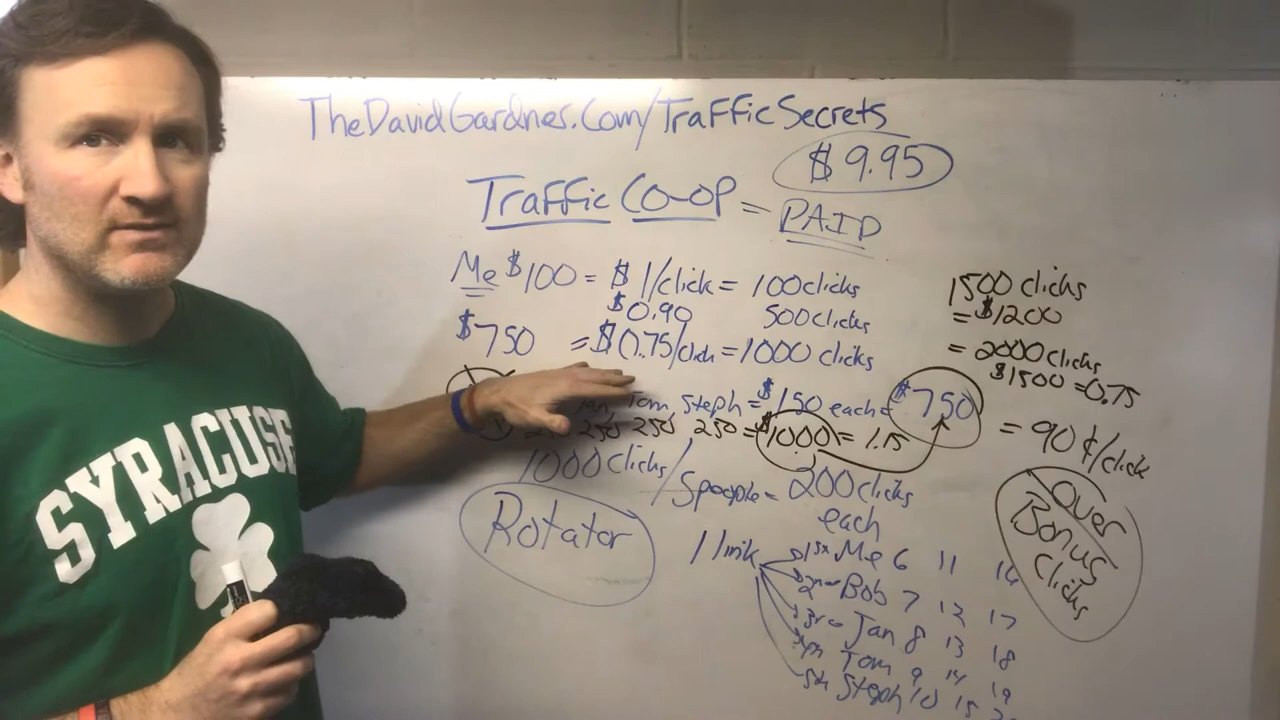 TheDavidGardner.Com/TrafficSecrets
$9.95
Traffic Co-op = PAID
Me $100 = $1/click = 100 clicks
$0.90 500 clicks
$750 = $0.75/click = 1000 clicks
Tom, Steph = $150 each = $750
250 250 250 250 = $1000 = 1.15
1000 clicks/5 people = 200 clicks
each
Rotator
1 link
1st Me 6 11 16
2nd Bob 7 12 17
3rd Jan 8 13 18
4th Tom 9 14 19
5th Steph 10 15
1500 clicks
= $1200
= 2000 clicks
$1500 = 0.75
= 90¢/click
Over
Bonus
Clicks
SYRACUSE